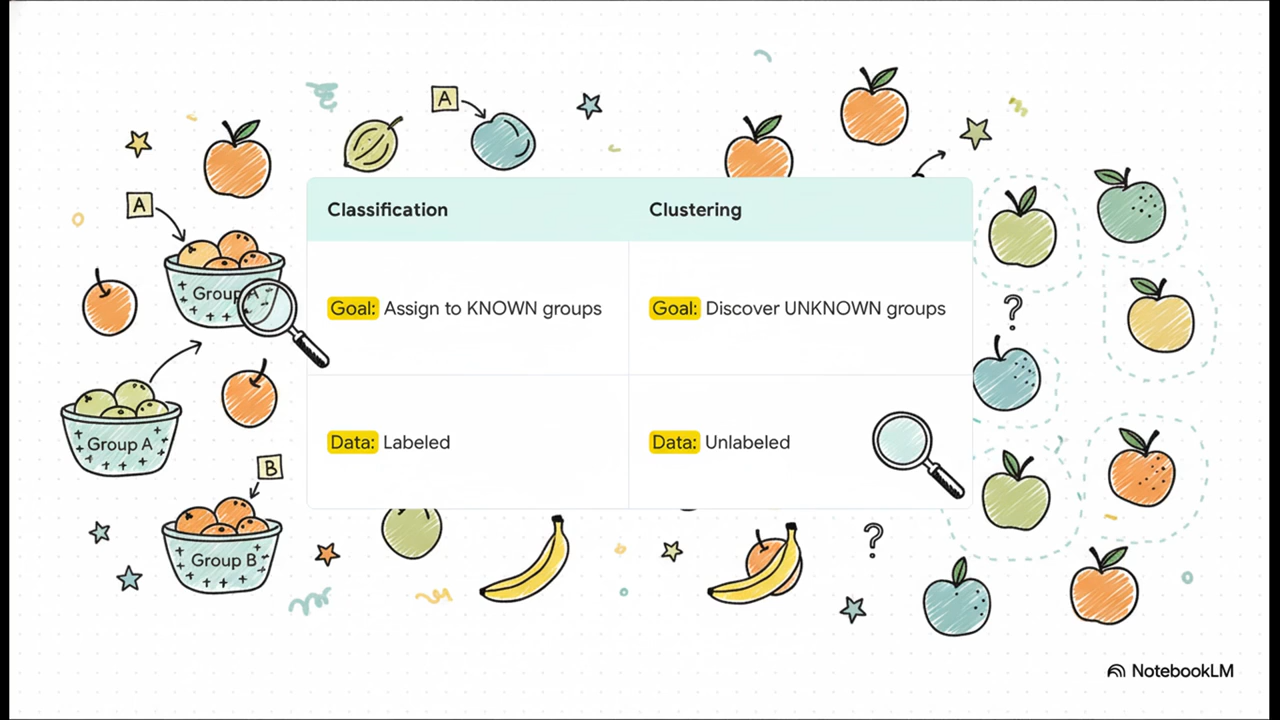 A
A
Group A
Group A
B
Group B
Classification
Clustering
Goal: Assign to KNOWN groups
Goal: Discover UNKNOWN groups
Data: Labeled
Data: Unlabeled
?
?
NotebookLM